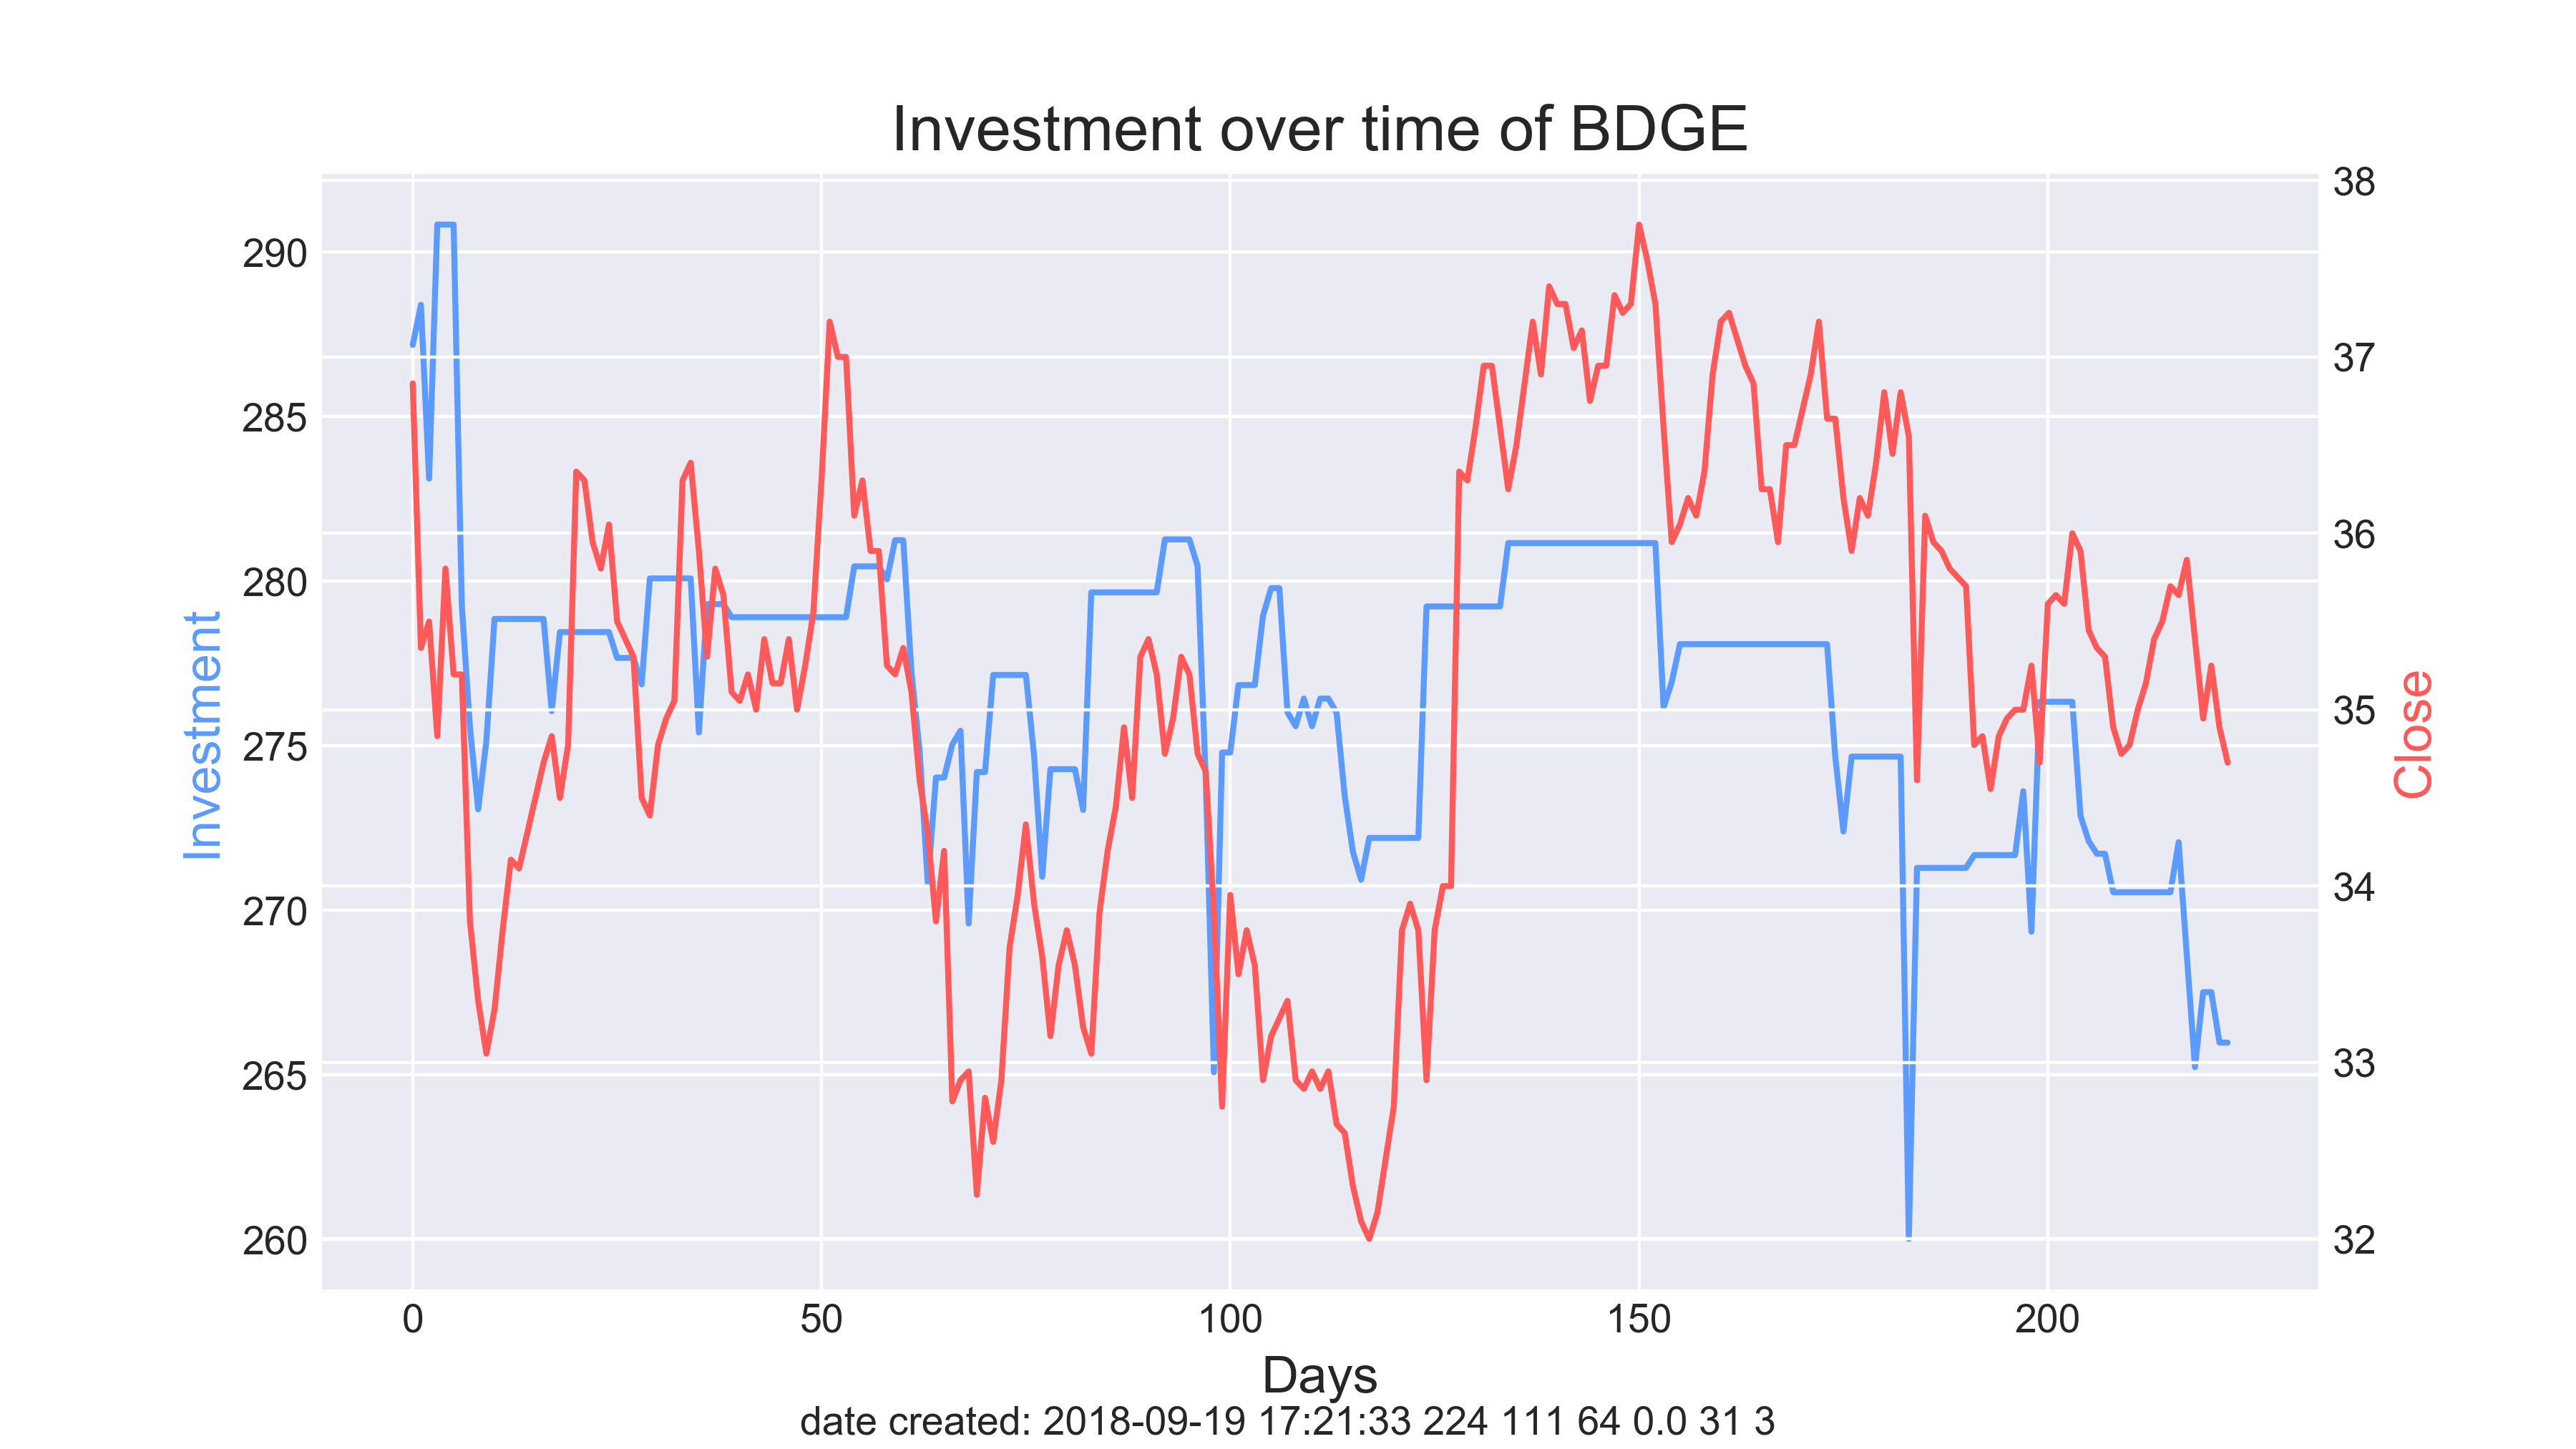 Investment over time of BDGE
38
290
37
285
36
280
Investment
35
Close
275
34
270
33
265
260
32
0 50 100 150 200
Days
date created: 2018-09-19 17:21:33 224 111 64 0.0 31 3